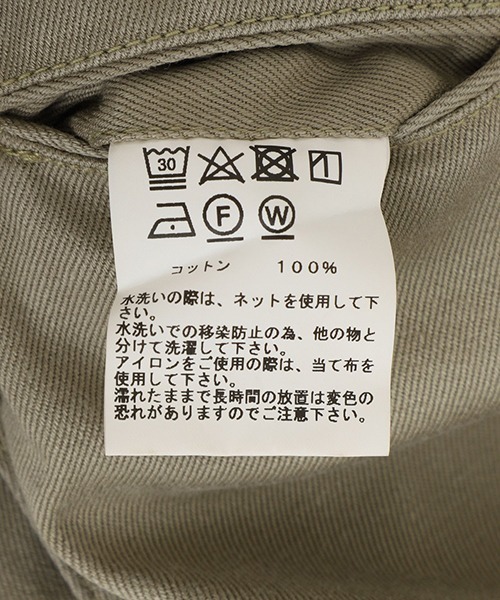 30
F W
コットン 100%
水洗いの際は、ネットを使用して下
さい。
水洗いでの移染防止の為、他の物と
分けて洗濯して下さい。
アイロンをご使用の際は、当て布を
使用して下さい。
濡れたままで長時間の放置は変色の
恐れがありますのでご注意下さい。